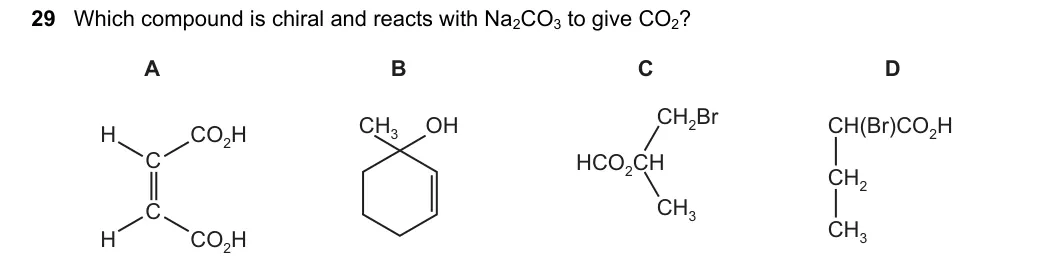 29 Which compound is chiral and reacts with Na₂CO₃ to give CO₂?
A B C D
H CO₂H
C
C
H CO₂H
CH₃ OH
CH₂Br
HCO₂CH
CH₃
CH(Br)CO₂H
CH₂
CH₃